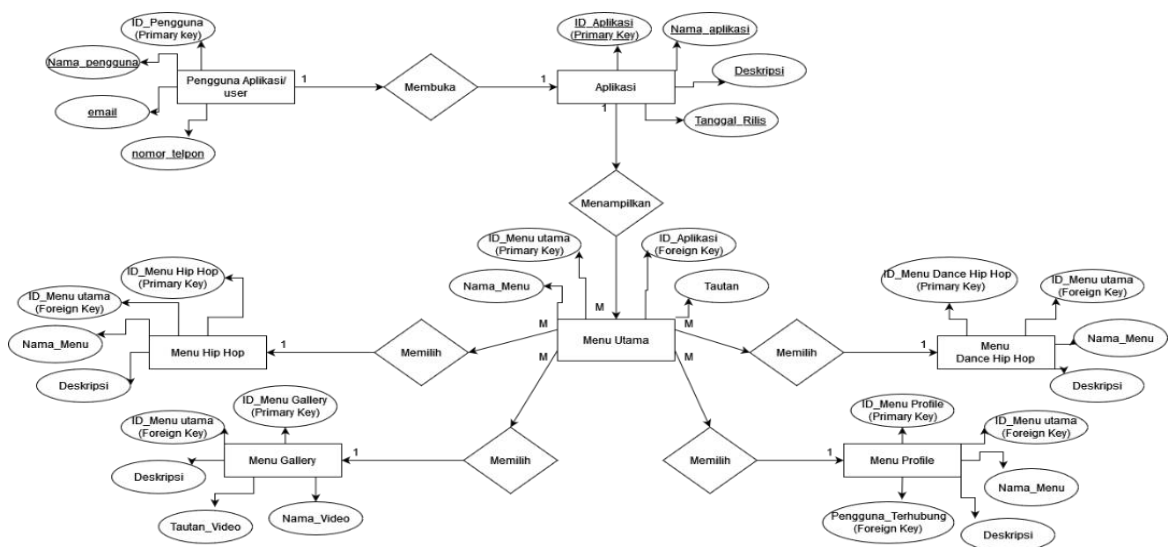 ID_Pengguna
(Primary key)
Nama_pengguna
email
nomor_telpon
Pengguna Aplikasi/
user
1
Membuka
1
ID_Aplikasi
(Primary Key)
Nama_aplikasi
Deskripsi
Tanggal_Rilis
Aplikasi
1
Menampilkan
M
ID_Menu utama
(Primary Key)
ID_Aplikasi
(Foreign Key)
Nama_Menu
Tautan
Menu Utama
M
M
M
M
ID_Menu Hip Hop
(Primary Key)
ID_Menu utama
(Foreign Key)
Nama_Menu
Deskripsi
Menu Hip Hop
1
Memilih
Memilih
1
ID_Menu Dance Hip Hop
(Primary Key)
ID_Menu utama
(Foreign Key)
Nama_Menu
Deskripsi
Menu
Dance Hip Hop
ID_Menu Gallery
(Primary Key)
ID_Menu utama
(Foreign Key)
Deskripsi
Menu Gallery
Tautan_Video
Nama_Video
1
Memilih
Memilih
1
ID_Menu Profile
(Primary Key)
ID_Menu utama
(Foreign Key)
Menu Profile
Nama_Menu
Pengguna_Terhubung
(Foreign Key)
Deskripsi